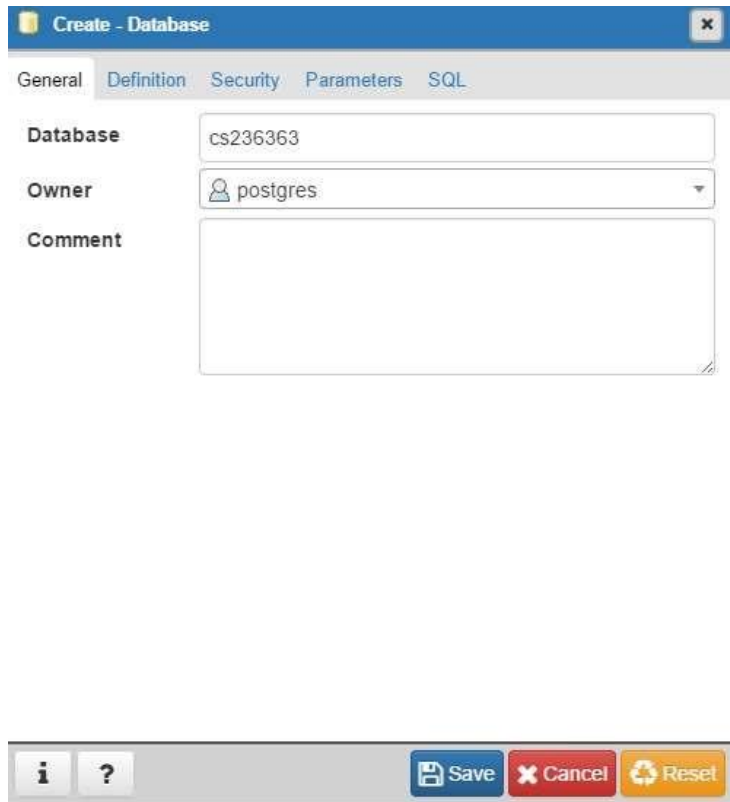 Create - Database
General Definition Security Parameters SQL
Database cs236363
Owner postgres
Comment
i ? Save Cancel Reset